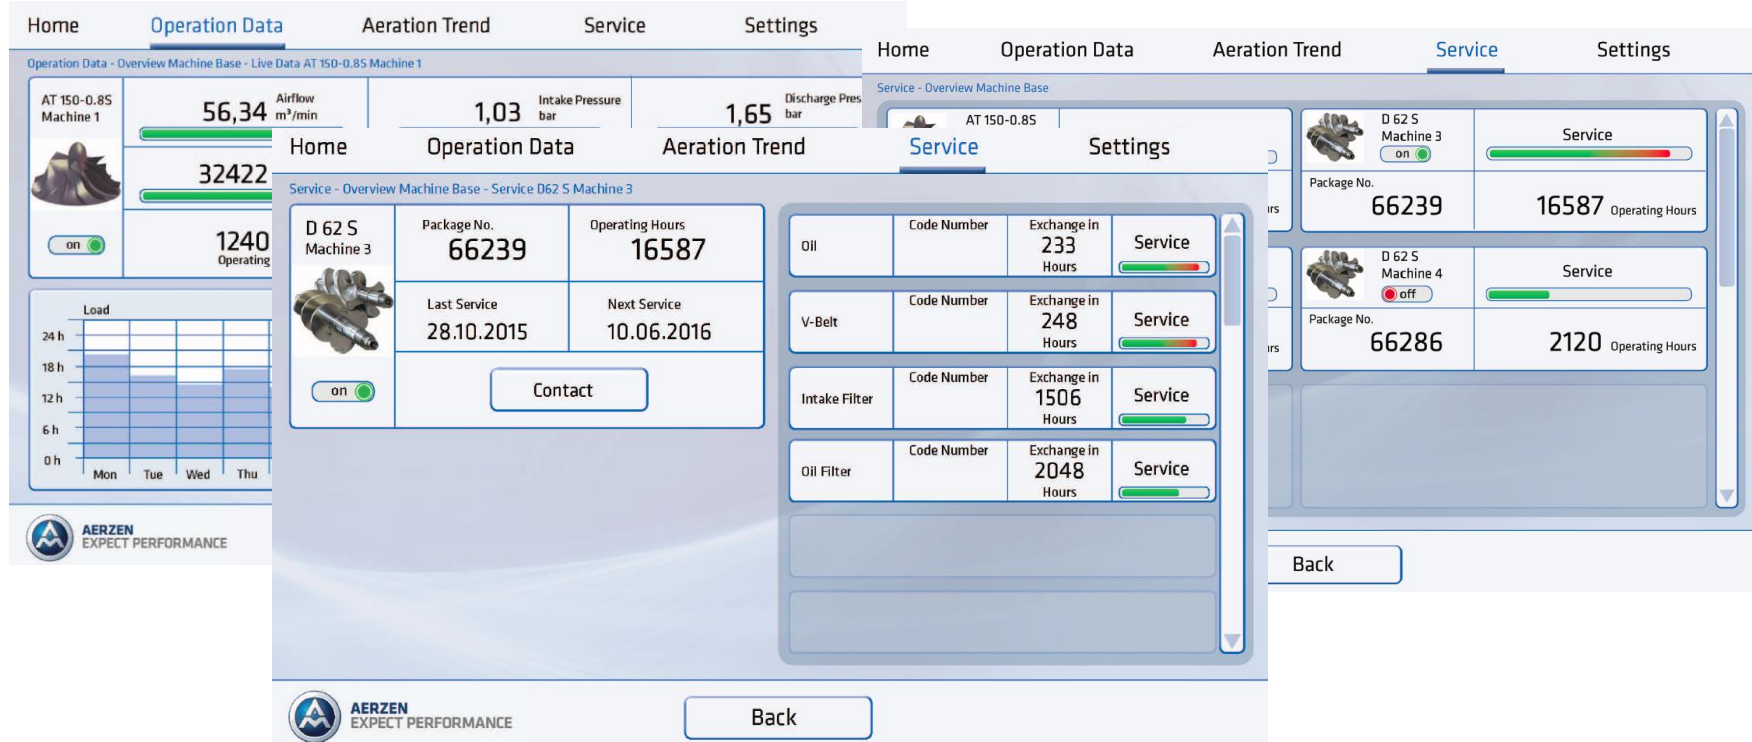 Home Operation Data Aeration Trend Service Settings
Operation Data - Overview Machine Base - Live Data AT 150-0.8S Machine 1
AT 150-0.8S
Machine 1
on
56,34 Airflow
m³/min
1,03 Intake Pressure
bar
1,65 Discharge Pres
bar
32422
1240
Operating
Load
24 h
18 h
12 h
6 h
0 h
Mon Tue Wed Thu
AERZEN
EXPECT PERFORMANCE
Home Operation Data Aeration Trend Service Settings
Service - Overview Machine Base - Service D62 S Machine 3
D 62 S
Machine 3
on
Package No.
66239
Operating Hours
16587
Last Service
28.10.2015
Next Service
10.06.2016
Contact
Oil
Code Number
Exchange in
233
Hours
Service
V-Belt
Code Number
Exchange in
248
Hours
Service
Intake Filter
Code Number
Exchange in
1506
Hours
Service
Oil Filter
Code Number
Exchange in
2048
Hours
Service
AERZEN
EXPECT PERFORMANCE
Back
Home Operation Data Aeration Trend Service Settings
Service - Overview Machine Base
AT 150-0.8S
D 62 S
Machine 3
on
Service
Package No.
66239
16587 Operating Hours
urs
D 62 S
Machine 4
off
Service
Package No.
66286
2120 Operating Hours
urs
Back